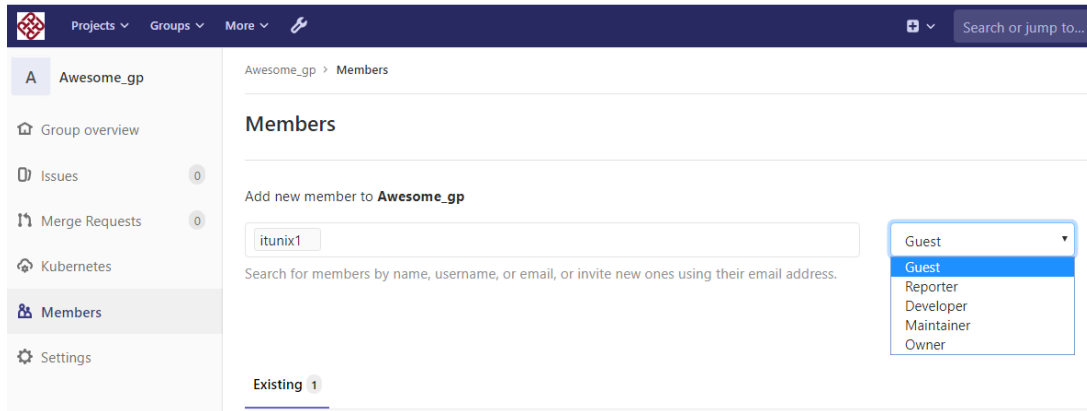 Projects Groups More Search or jump to...
A Awesome_gp
Group overview
Issues 0
Merge Requests 0
Kubernetes
Members
Settings
Awesome_gp > Members
Members
Add new member to Awesome_gp
itunix1
Search for members by name, username, or email, or invite new ones using their email address.
Guest
Guest
Reporter
Developer
Maintainer
Owner
Existing 1